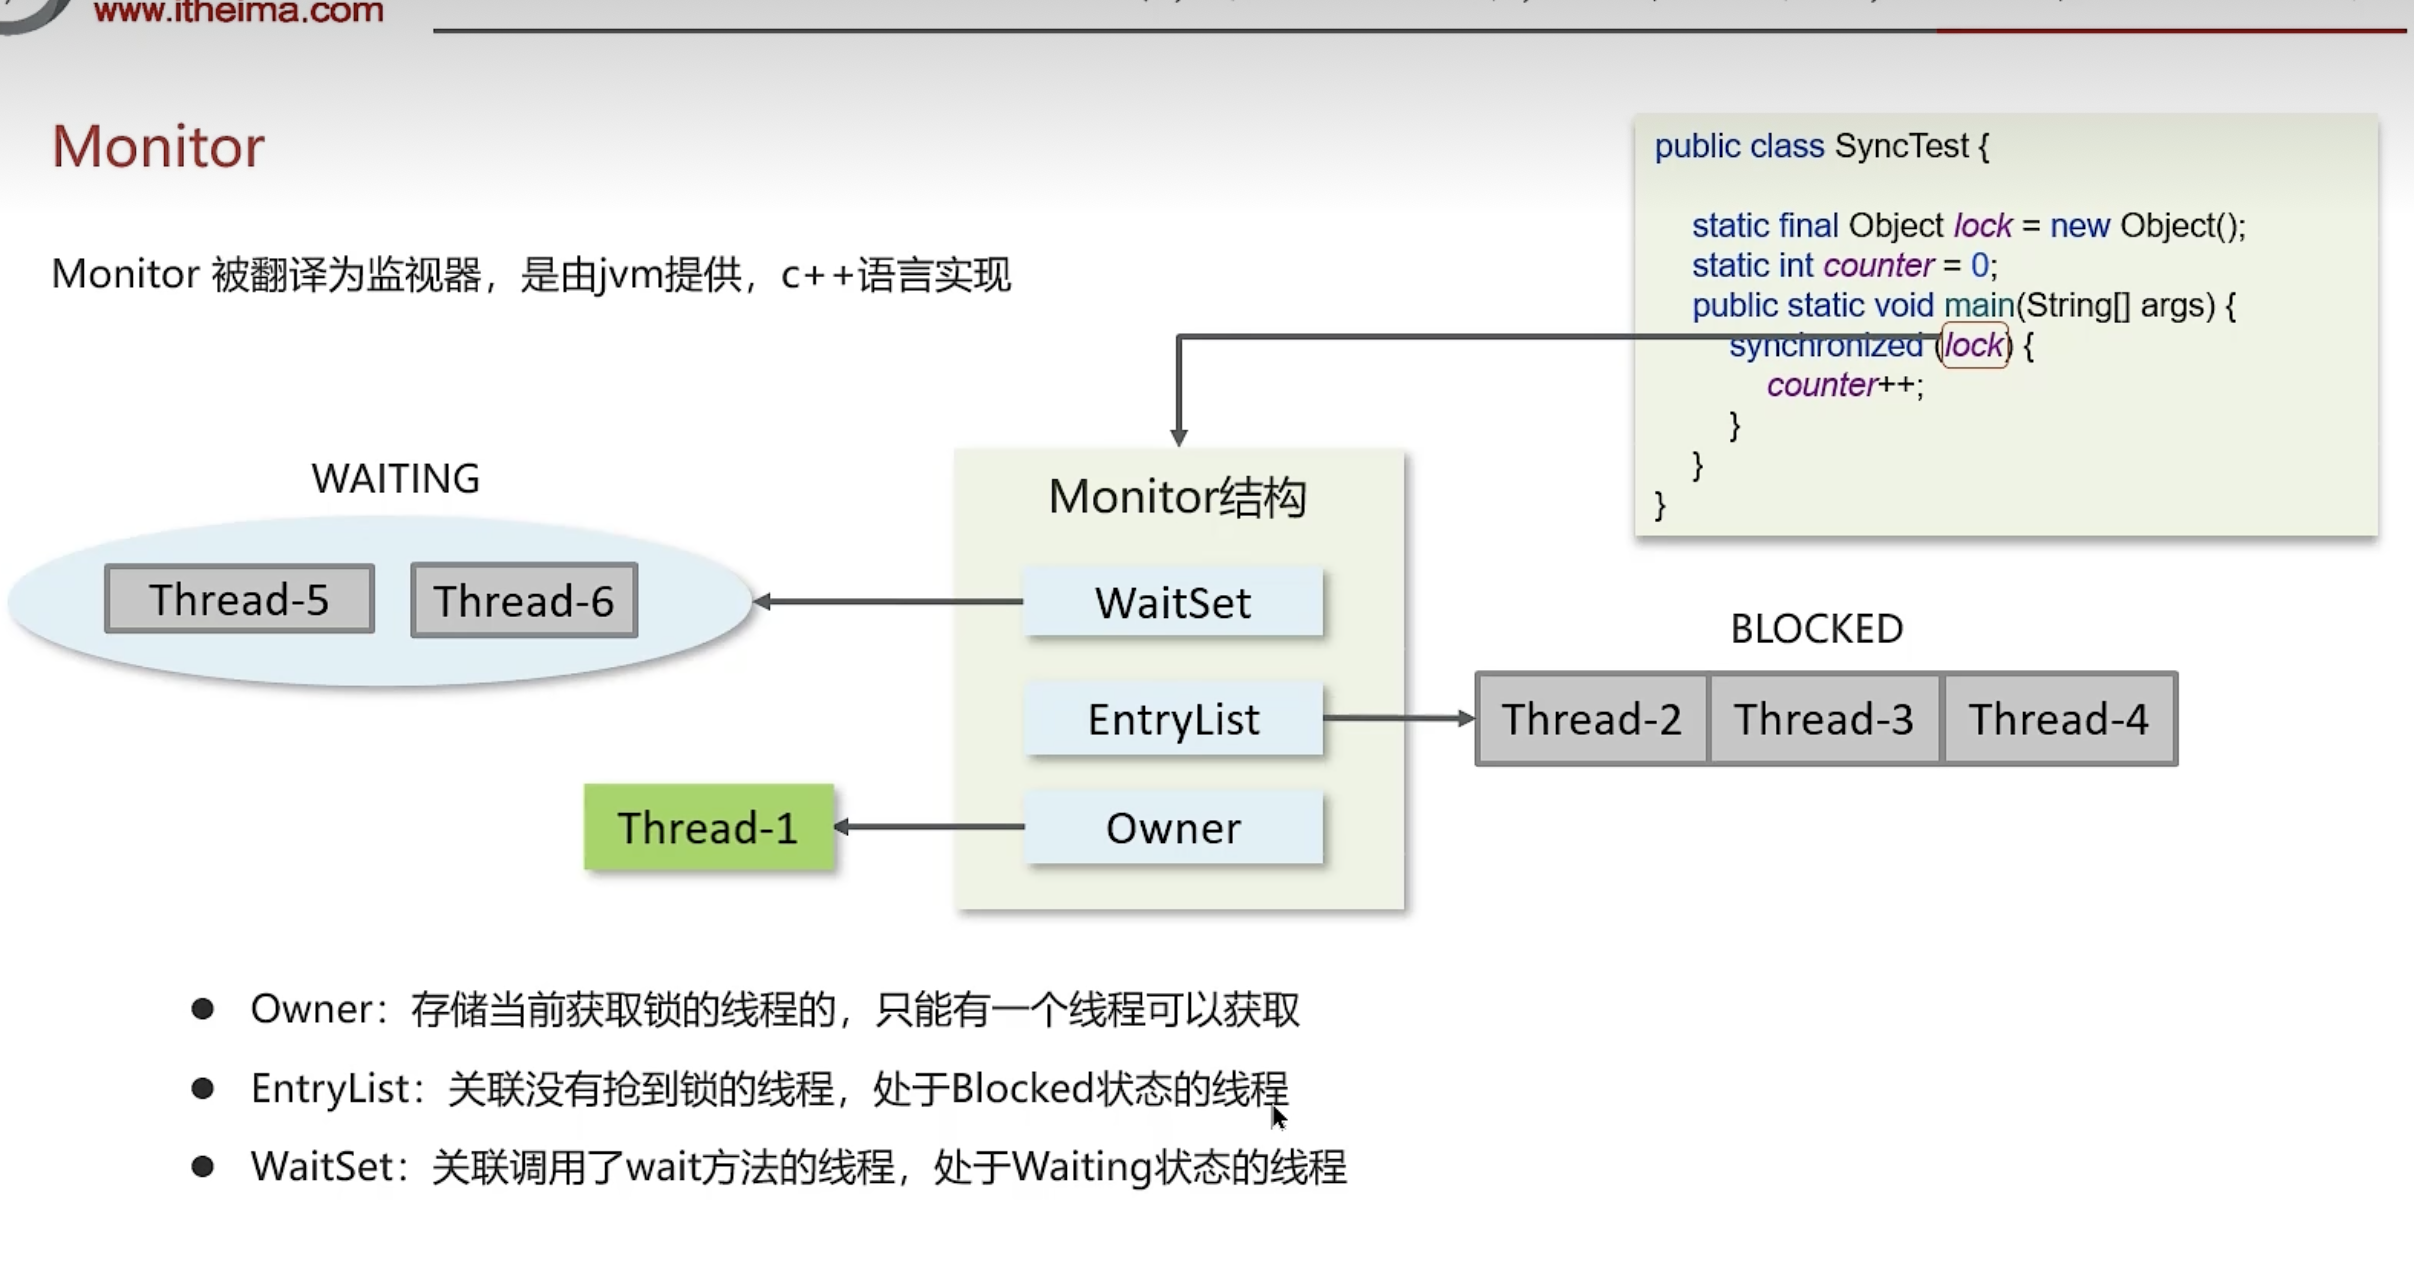 www.itheima.com
Monitor
Monitor 被翻译为监视器，是由jvm提供，c++语言实现
public class SyncTest {
static final Object lock = new Object();
static int counter = 0;
public static void main(String[] args) {
synchronized (lock) {
counter++;
}
}
}
WAITING
Thread-5
Thread-6
Monitor结构
WaitSet
EntryList
Owner
BLOCKED
Thread-2
Thread-3
Thread-4
Thread-1
Owner：存储当前获取锁的线程的，只能有一个线程可以获取
EntryList：关联没有抢到锁的线程，处于Blocked状态的线程
WaitSet：关联调用了wait方法的线程，处于Waiting状态的线程